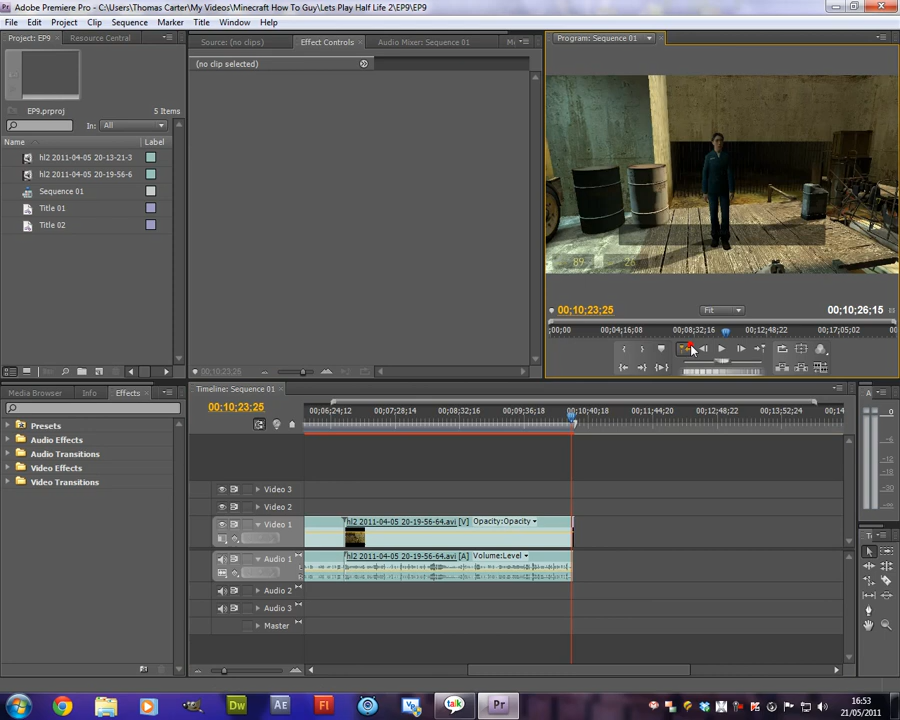 Adobe Premiere Pro - C:\Users\Thomas Carter\My Videos\Minecraft How To Guy\Lets Play Half Life 2\EP9\EP9
File Edit Project Clip Sequence Marker Title Window Help
Project: EP9 Resource Central
EP9.prproj
5 Items
In: All
Name Label
hl2 2011-04-05 20-13-21-3
hl2 2011-04-05 20-19-56-6
Sequence 01
Title 01
Title 02
Source: (no clips) Effect Controls Audio Mixer: Sequence 01
(no clip selected)
00;10;23;25
Program: Sequence 01
89 28
00;10;23;25 Fit 00;10;26;15
;00;00 00;04;16;08 00;08;32;16 00;12;48;22 00;17;05;02
Media Browser Info Effects
Presets
Audio Effects
Audio Transitions
Video Effects
Video Transitions
Timeline: Sequence 01
00;10;23;25
00;06;24;12 00;07;28;14 00;08;32;16 00;09;36;18 00;10;40;18 00;11;44;20 00;12;48;22 00;13;52;24 00;14
Video 3
Video 2
Video 1 hl2 2011-04-05 20-19-56-64.avi [V] Opacity:Opacity
Audio 1 hl2 2011-04-05 20-19-56-64.avi [A] Volume:Level
Audio 2
Audio 3
Master
Dw Ae Fl talk Pr
16:53
21/05/2011